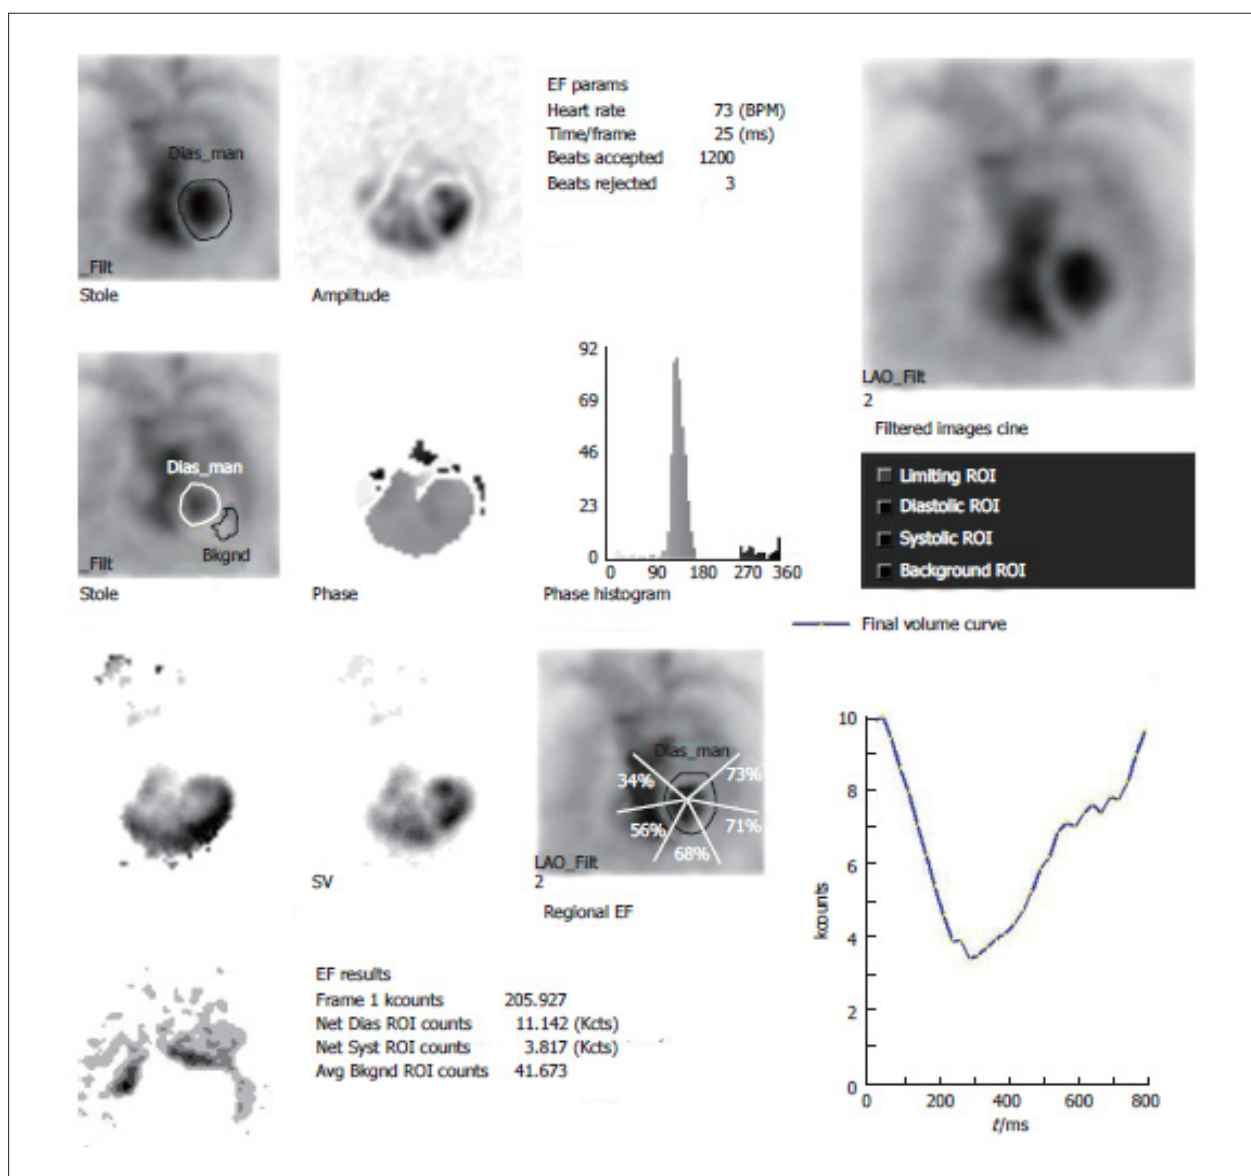 Dias_man
_Filt
Stole
Amplitude
EF params
Heart rate 73 (BPM)
Time/frame 25 (ms)
Beats accepted 1200
Beats rejected 3
LAO_Filt
2
Filtered images cine
Dias_man
_Filt
Bkgnd
Stole
Phase
92
69
46
23
0
0 90 180 270 360
Phase histogram
Limiting ROI
Diastolic ROI
Systolic ROI
Background ROI
Final volume curve
SV
Dias_man
34% 73%
56% 71%
68%
LAO_Filt
2
Regional EF
10
8
6
4
2
0
kcounts
0 200 400 600 800
t/ms
EF results
Frame 1 kcounts 205.927
Net Dias ROI counts 11.142 (Kcts)
Net Syst ROI counts 3.817 (Kcts)
Avg Bkgnd ROI counts 41.673